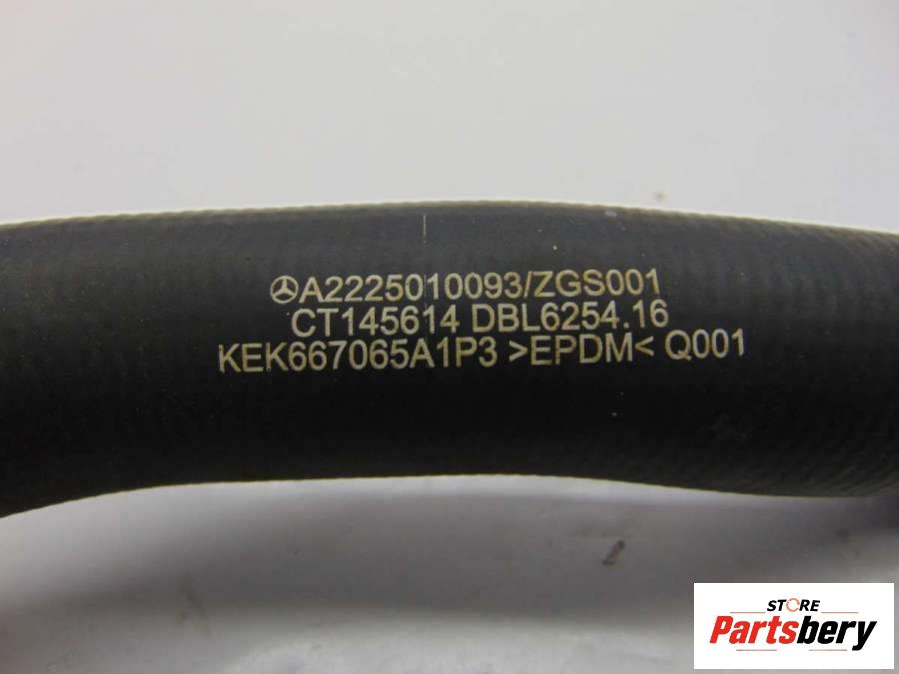 A2225010093/ZGS001
CT145614 DBL6254.16
KEK667065A1P3 >EPDM< Q001
STORE
Partsbery